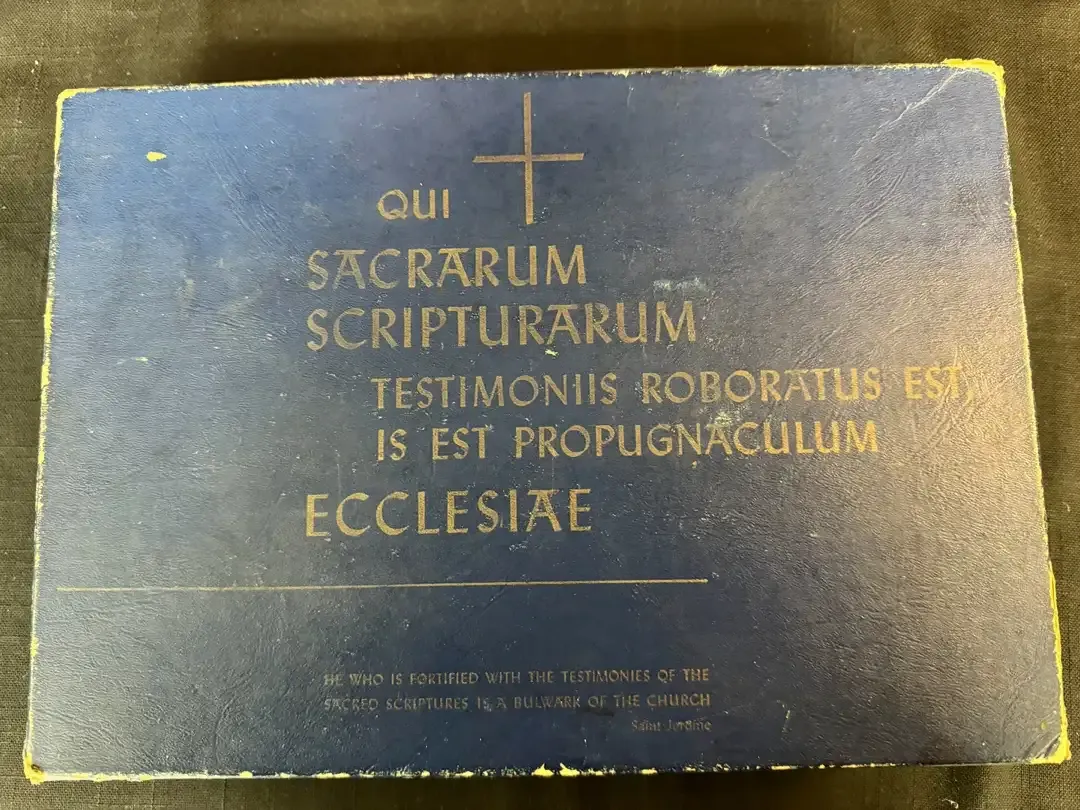 QUI
SACRARUM
SCRIPTURARUM
TESTIMONIIS ROBORATUS EST,
IS EST PROPUGNACULUM
ECCLESIAE
HE WHO IS FORTIFIED WITH THE TESTIMONIES OF THE
SACRED SCRIPTURES IS A BULWARK OF THE CHURCH
Saint Jerome